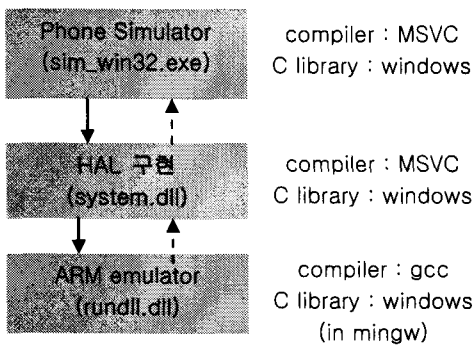 Phone Simulator
(sim_win32.exe)
compiler : MSVC
C library : windows
HAL 구현
(system.dll)
compiler : MSVC
C library : windows
ARM emulator
(rundll.dll)
compiler : gcc
C library : windows
(in mingw)